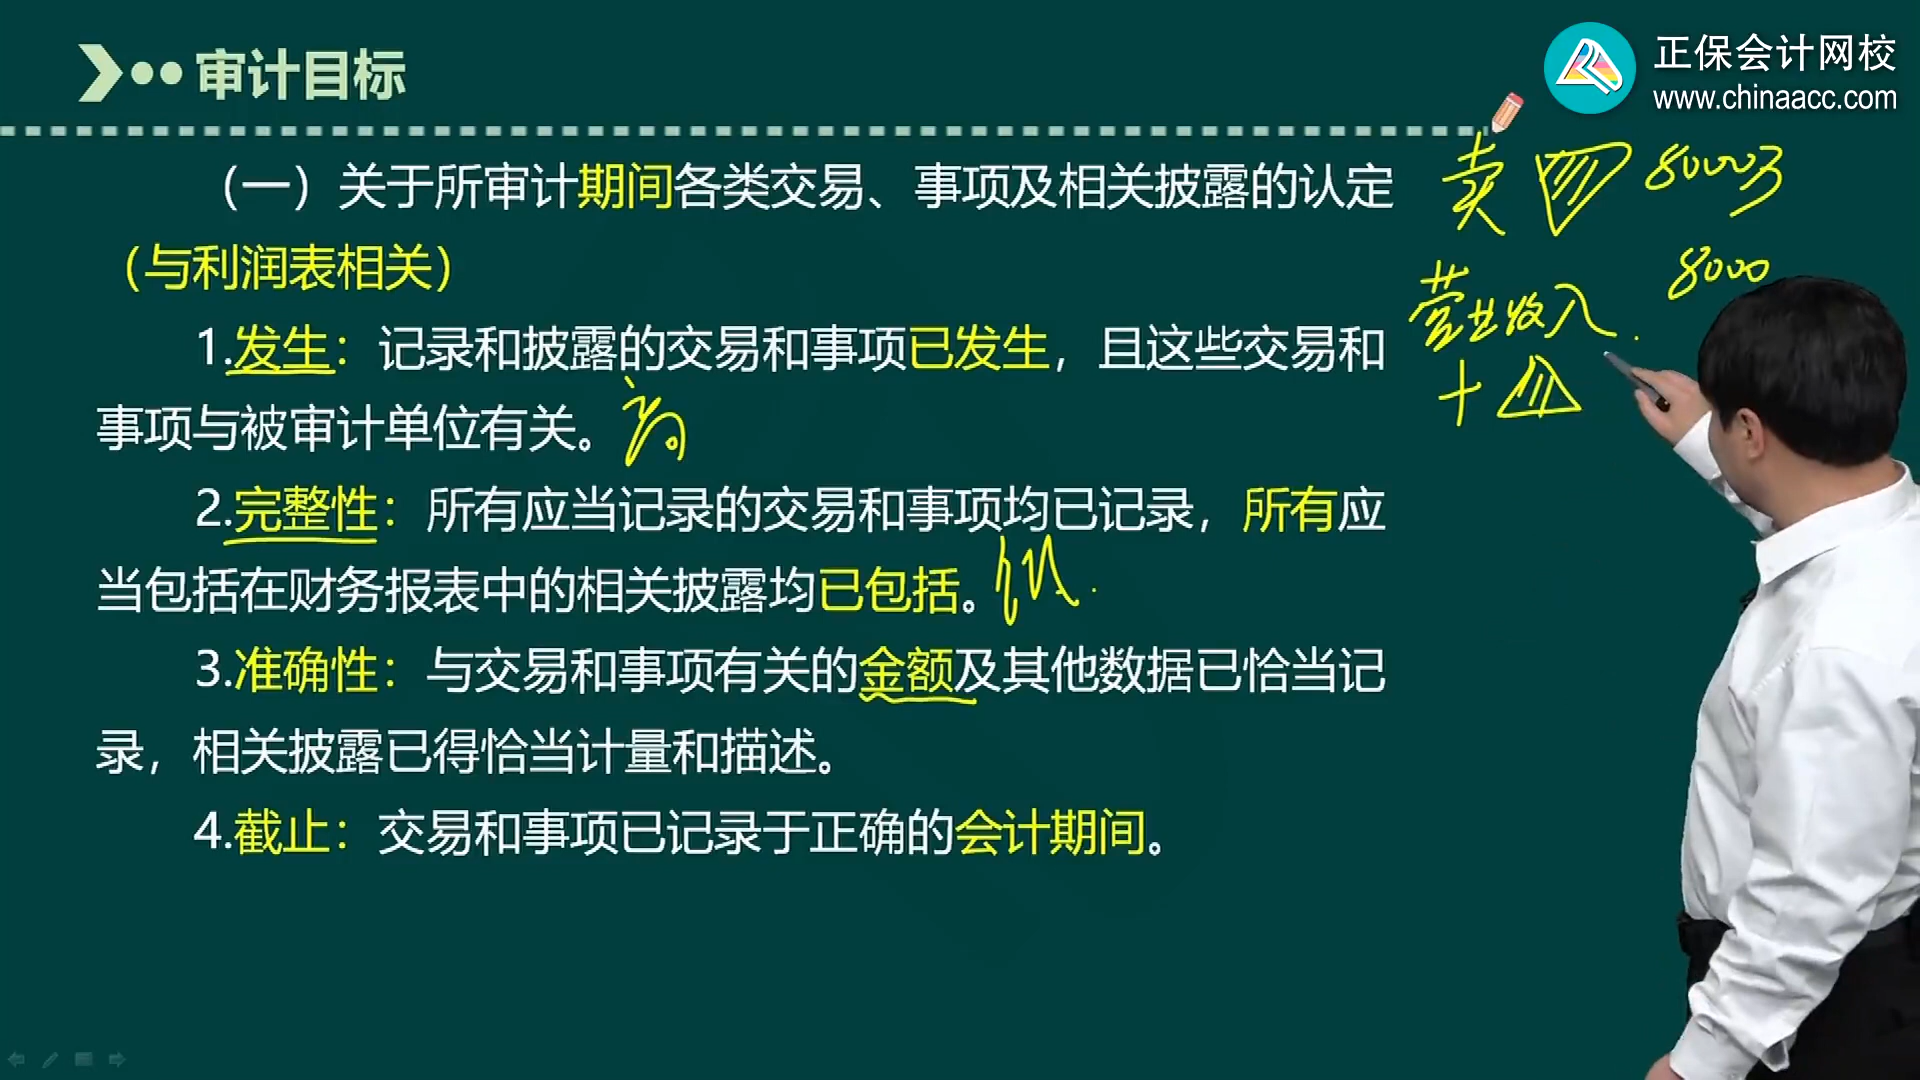 审计目标
正保会计网校
www.chinaacc.com
（一）关于所审计期间各类交易、事项及相关披露的认定
（与利润表相关）
1.发生：记录和披露的交易和事项已发生，且这些交易和
事项与被审计单位有关。高
2.完整性：所有应当记录的交易和事项均已记录，所有应
当包括在财务报表中的相关披露均已包括。低
3.准确性：与交易和事项有关的金额及其他数据已恰当记
录，相关披露已得恰当计量和描述。
4.截止：交易和事项已记录于正确的会计期间。
卖 8000万
8000
营业收入